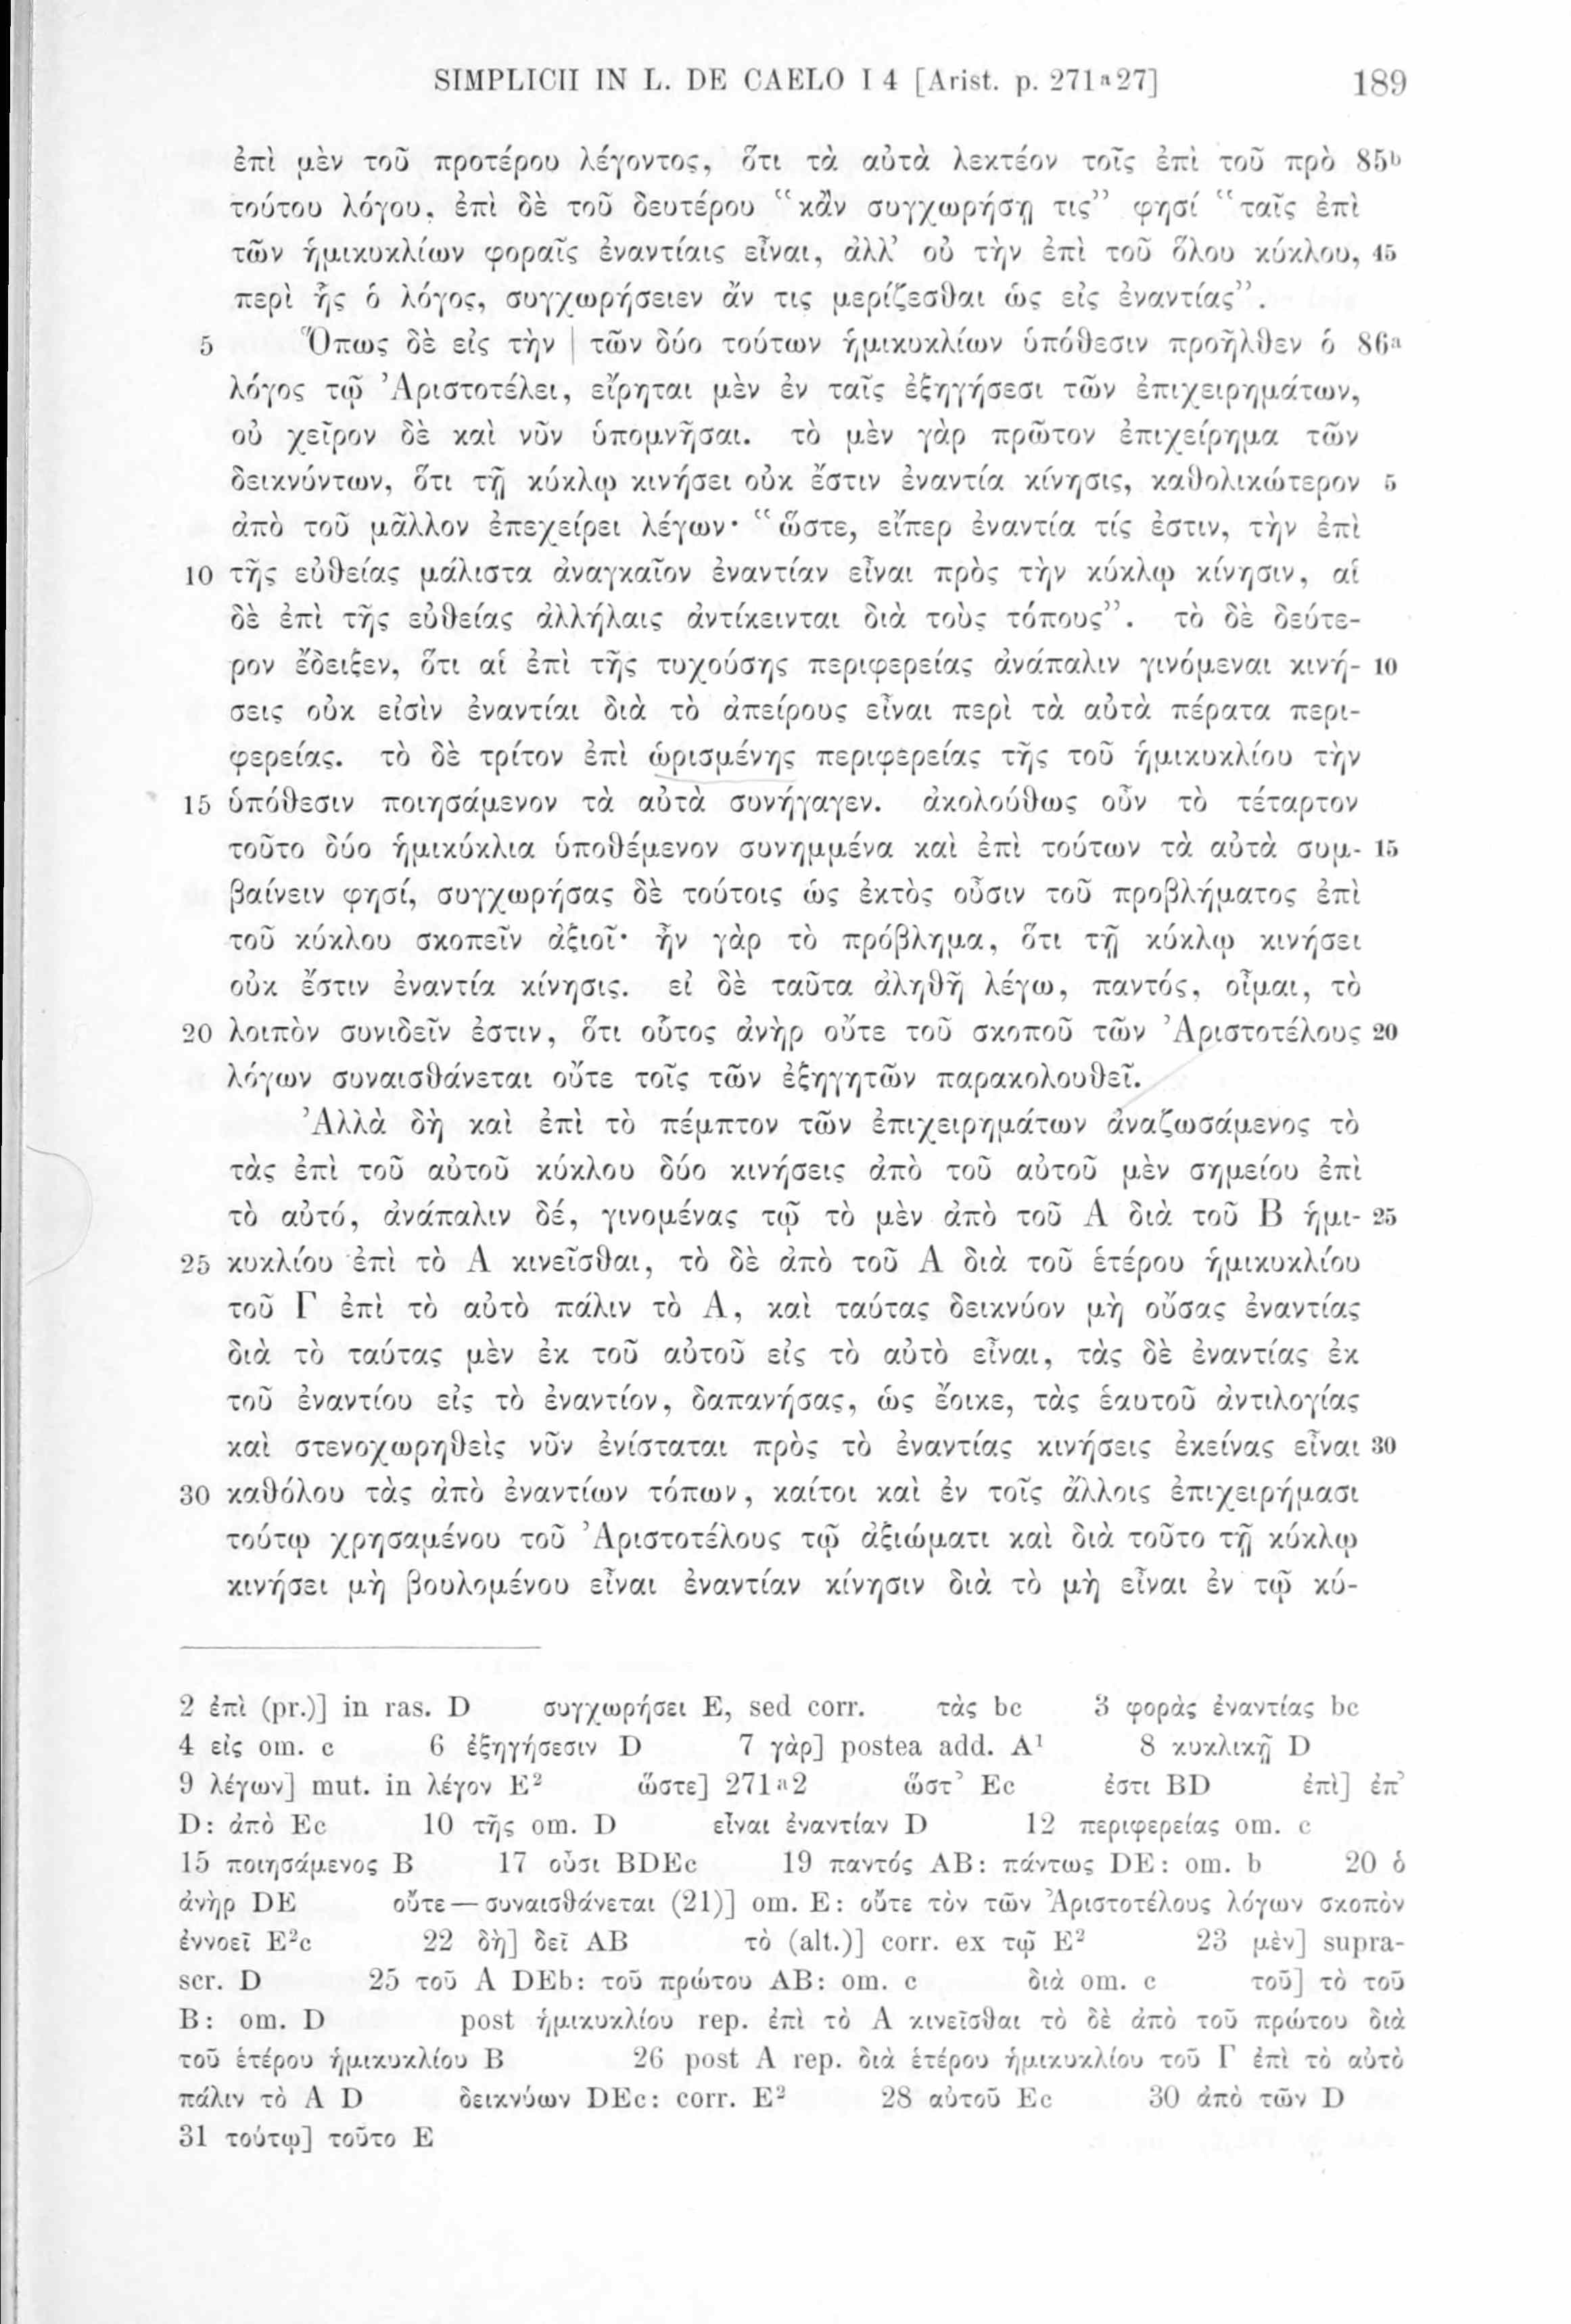 SIMPLICII IN L. DE CAELO I 4 [Arist. p. 271ᵃ27] 189
ἐπὶ μὲν τοῦ προτέρου λέγοντος, ὅτι τὰ αὐτὰ λεκτέον τοῖς ἐπὶ τοῦ πρὸ 85ᵇ
τούτου λόγου, ἐπὶ δὲ τοῦ δευτέρου “κἂν συγχωρήσῃ τις” φησί “ταῖς ἐπὶ
τῶν ἡμικυκλίων φοραῖς ἐναντίαις εἶναι, ἀλλ’ οὐ τὴν ἐπὶ τοῦ ὅλου κύκλου, 45
περὶ ἧς ὁ λόγος, συγχωρήσειεν ἄν τις μερίζεσθαι ὡς εἰς ἐναντίας”.
5 Ὅπως δὲ εἰς τὴν | τῶν δύο τούτων ἡμικυκλίων ὑπόθεσιν προῆλθεν ὁ 86ᵃ
λόγος τῷ Ἀριστοτέλει, εἴρηται μὲν ἐν ταῖς ἐξηγήσεσι τῶν ἐπιχειρημάτων,
οὐ χεῖρον δὲ καὶ νῦν ὑπομνῆσαι. τὸ μὲν γὰρ πρῶτον ἐπιχείρημα τῶν
δεικνύντων, ὅτι τῇ κύκλῳ κινήσει οὐκ ἔστιν ἐναντία κίνησις, καθολικώτερον 5
ἀπὸ τοῦ μᾶλλον ἐπεχείρει λέγων· “ὥστε, εἴπερ ἐναντία τίς ἐστιν, τὴν ἐπὶ
10 τῆς εὐθείας μάλιστα ἀναγκαῖον ἐναντίαν εἶναι πρὸς τὴν κύκλῳ κίνησιν, αἱ
δὲ ἐπὶ τῆς εὐθείας ἀλλήλαις ἀντίκεινται διὰ τοὺς τόπους”. τὸ δὲ δεύτε-
ρον ἔδειξεν, ὅτι αἱ ἐπὶ τῆς τυχούσης περιφερείας ἀνάπαλιν γινόμεναι κινή- 10
σεις οὐκ εἰσὶν ἐναντίαι διὰ τὸ ἀπείρους εἶναι περὶ τὰ αὐτὰ πέρατα περι-
φερείας. τὸ δὲ τρίτον ἐπὶ ὡρισμένης περιφερείας τῆς τοῦ ἡμικυκλίου τὴν
15 ὑπόθεσιν ποιησάμενον τὰ αὐτὰ συνήγαγεν. ἀκολούθως οὖν τὸ τέταρτον
τοῦτο δύο ἡμικύκλια ὑποθέμενον συνημμένα καὶ ἐπὶ τούτων τὰ αὐτὰ συμ- 15
βαίνειν φησί, συγχωρήσας δὲ τούτοις ὡς ἐκτὸς οὖσιν τοῦ προβλήματος ἐπὶ
τοῦ κύκλου σκοπεῖν ἀξιοῖ· ἦν γὰρ τὸ πρόβλημα, ὅτι τῇ κύκλῳ κινήσει
οὐκ ἔστιν ἐναντία κίνησις. εἰ δὲ ταῦτα ἀληθῆ λέγω, παντός, οἶμαι, τὸ
20 λοιπὸν συνιδεῖν ἐστιν, ὅτι οὗτος ἀνὴρ οὔτε τοῦ σκοποῦ τῶν Ἀριστοτέλους 20
λόγων συναισθάνεται οὔτε τοῖς τῶν ἐξηγητῶν παρακολουθεῖ.
Ἀλλὰ δὴ καὶ ἐπὶ τὸ πέμπτον τῶν ἐπιχειρημάτων ἀναζωσάμενος τὸ
τὰς ἐπὶ τοῦ αὐτοῦ κύκλου δύο κινήσεις ἀπὸ τοῦ αὐτοῦ μὲν σημείου ἐπὶ
τὸ αὐτό, ἀνάπαλιν δέ, γινομένας τῷ τὸ μὲν ἀπὸ τοῦ Α διὰ τοῦ Β ἡμι- 25
25 κυκλίου ἐπὶ τὸ Α κινεῖσθαι, τὸ δὲ ἀπὸ τοῦ Α διὰ τοῦ ἑτέρου ἡμικυκλίου
τοῦ Γ ἐπὶ τὸ αὐτὸ πάλιν τὸ Α, καὶ ταύτας δεικνύον μὴ οὔσας ἐναντίας
διὰ τὸ ταύτας μὲν ἐκ τοῦ αὐτοῦ εἰς τὸ αὐτὸ εἶναι, τὰς δὲ ἐναντίας ἐκ
τοῦ ἐναντίου εἰς τὸ ἐναντίον, δαπανήσας, ὡς ἔοικε, τὰς ἑαυτοῦ ἀντιλογίας
καὶ στενοχωρηθεὶς νῦν ἐνίσταται πρὸς τὸ ἐναντίας κινήσεις ἐκείνας εἶναι 30
30 καθόλου τὰς ἀπὸ ἐναντίων τόπων, καίτοι καὶ ἐν τοῖς ἄλλοις ἐπιχειρήμασι
τούτῳ χρησαμένου τοῦ Ἀριστοτέλους τῷ ἀξιώματι καὶ διὰ τοῦτο τῇ κύκλῳ
κινήσει μὴ βουλομένου εἶναι ἐναντίαν κίνησιν διὰ τὸ μὴ εἶναι ἐν τῷ κύ-
2 ἐπὶ (pr.)] in ras. D συγχωρήσει E, sed corr. τὰς bc 3 φορὰς ἐναντίας bc
4 εἰς om. c 6 ἐξηγήσεσιν D 7 γὰρ] postea add. A¹ 8 κυκλικῇ D
9 λέγων] mut. in λέγον E² ὥστε] 271ᵃ2 ὥστ’ Ec ἐστι BD ἐπὶ] ἐπ’
D: ἀπὸ Ec 10 τῆς om. D εἶναι ἐναντίαν D 12 περιφερείας om. c
15 ποιησάμενος B 17 οὖσι BDEc 19 παντός AB: πάντως DE: om. b 20 ὁ
ἀνὴρ DE οὔτε — συναισθάνεται (21)] om. E: οὔτε τὸν τῶν Ἀριστοτέλους λόγων σκοπὸν
ἐννοεῖ E²c 22 δὴ] δεῖ AB τὸ (alt.)] corr. ex τῷ E² 23 μὲν] supra-
scr. D 25 τοῦ Α DEb: τοῦ πρώτου AB: om. c διὰ om. c τοῦ] τὸ τοῦ
B: om. D post ἡμικυκλίου rep. ἐπὶ τὸ Α κινεῖσθαι τὸ δὲ ἀπὸ τοῦ πρώτου διὰ
τοῦ ἑτέρου ἡμικυκλίου B 26 post Α rep. διὰ ἑτέρου ἡμικυκλίου τοῦ Γ ἐπὶ τὸ αὐτὸ
πάλιν τὸ Α D δεικνύων DEc: corr. E² 28 αὐτοῦ Ec 30 ἀπὸ τῶν D
31 τούτῳ] τοῦτο E